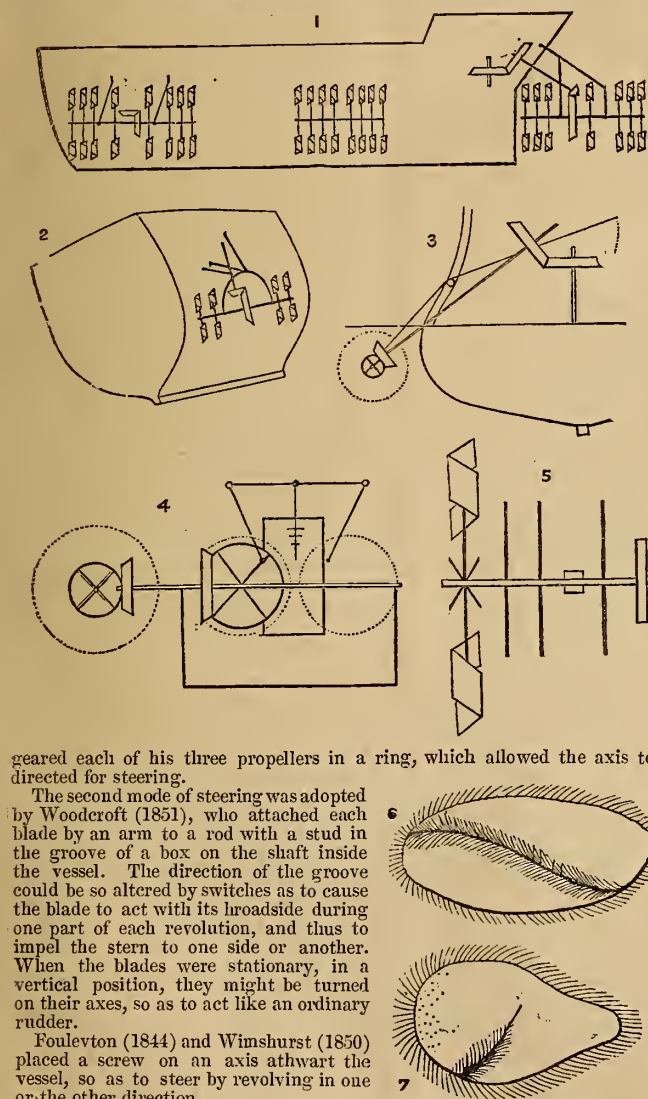 1
2
3
4
5
geared each of his three propellers in a ring, which allowed the axis to
directed for steering.
The second mode of steering was adopted
by Woodcroft (1851), who attached each
blade by an arm to a rod with a stud in
the groove of a box on the shaft inside
the vessel. The direction of the groove
could be so altered by switches as to cause
the blade to act with its broadside during
one part of each revolution, and thus to
impel the stern to one side or another.
When the blades were stationary, in a
vertical position, they might be turned
on their axes, so as to act like an ordinary
rudder.
Foulevton (1844) and Wimshurst (1850)
placed a screw on an axis athwart the
vessel, so as to steer by revolving in one
or the other direction
6
7